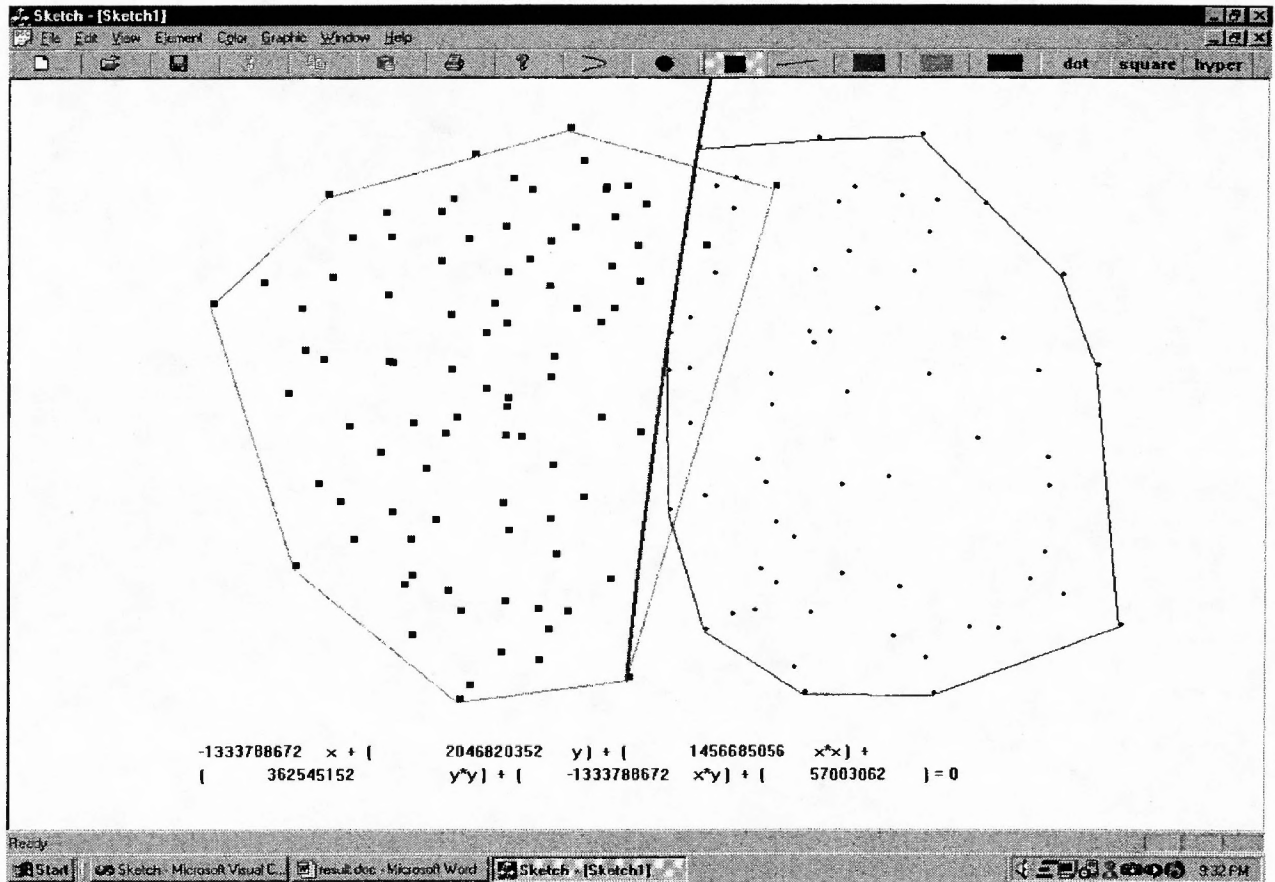 Sketch - [Sketch1]
File Edit View Element Color Graphic Window Help
dot square hyper
-1333788672 x + ( 2046820352 y ) + ( 1456685056 x*x ) +
( 362545152 y*y ) + ( -1333788672 x*y ) + ( 57003062 ) = 0
Ready
Start Sketch - Microsoft Visual C... result.doc - Microsoft Word Sketch - [Sketch1] 9:32 PM